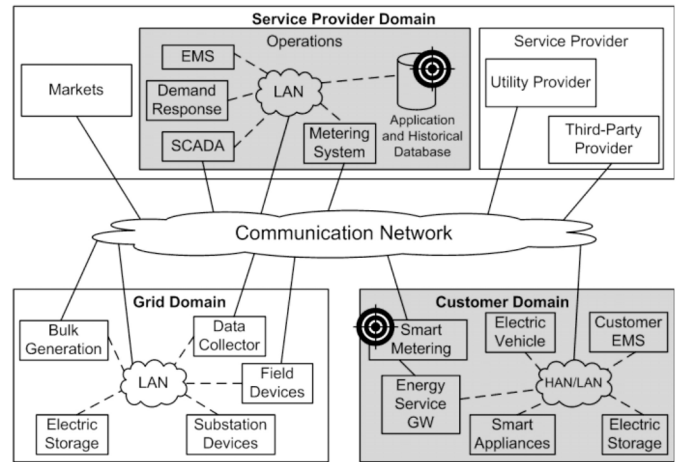 Service Provider Domain
Operations
EMS
Demand
Response
SCADA
LAN
Metering
System
Application
and Historical
Database
Markets
Service Provider
Utility Provider
Third-Party
Provider
Communication Network
Grid Domain
Bulk
Generation
Data
Collector
LAN
Field
Devices
Electric
Storage
Substation
Devices
Customer Domain
Smart
Metering
Electric
Vehicle
Customer
EMS
Energy
Service
GW
HAN/LAN
Smart
Appliances
Electric
Storage